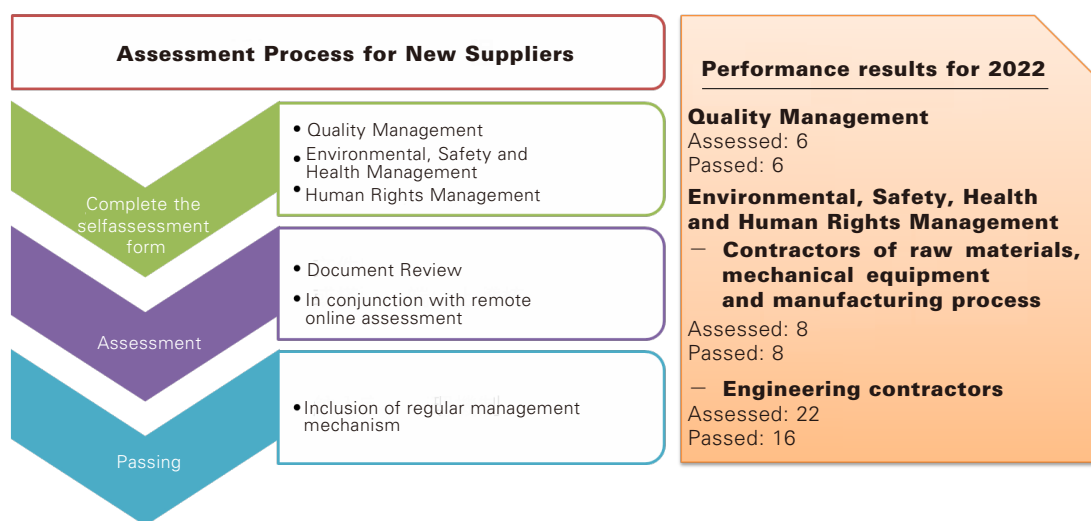 Assessment Process for New Suppliers
Complete the
selfassessment
form
• Quality Management
• Environmental, Safety and
Health Management
• Human Rights Management
Assessment
• Document Review
• In conjunction with remote
online assessment
Passing
• Inclusion of regular management
mechanism
Performance results for 2022
Quality Management
Assessed: 6
Passed: 6
Environmental, Safety, Health
and Human Rights Management
— Contractors of raw materials,
mechanical equipment
and manufacturing process
Assessed: 8
Passed: 8
— Engineering contractors
Assessed: 22
Passed: 16